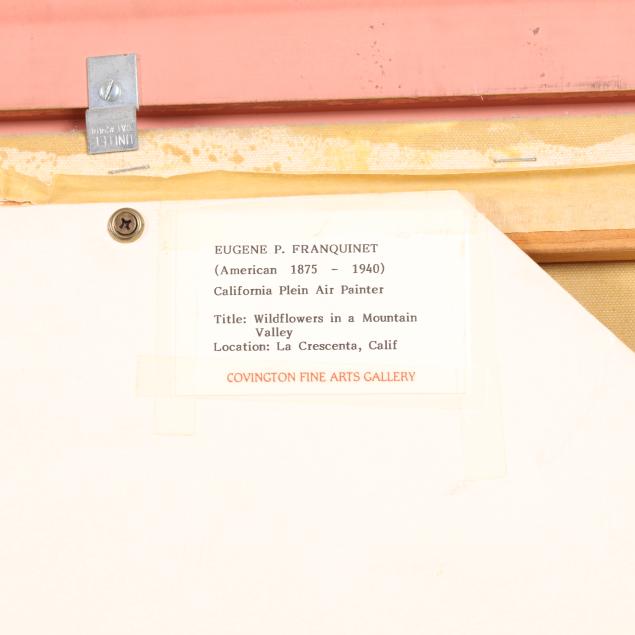 EUGENE P. FRANQUINET
(American 1875 - 1940)
California Plein Air Painter
Title: Wildflowers in a Mountain
Valley
Location: La Crescenta, Calif
COVINGTON FINE ARTS GALLERY